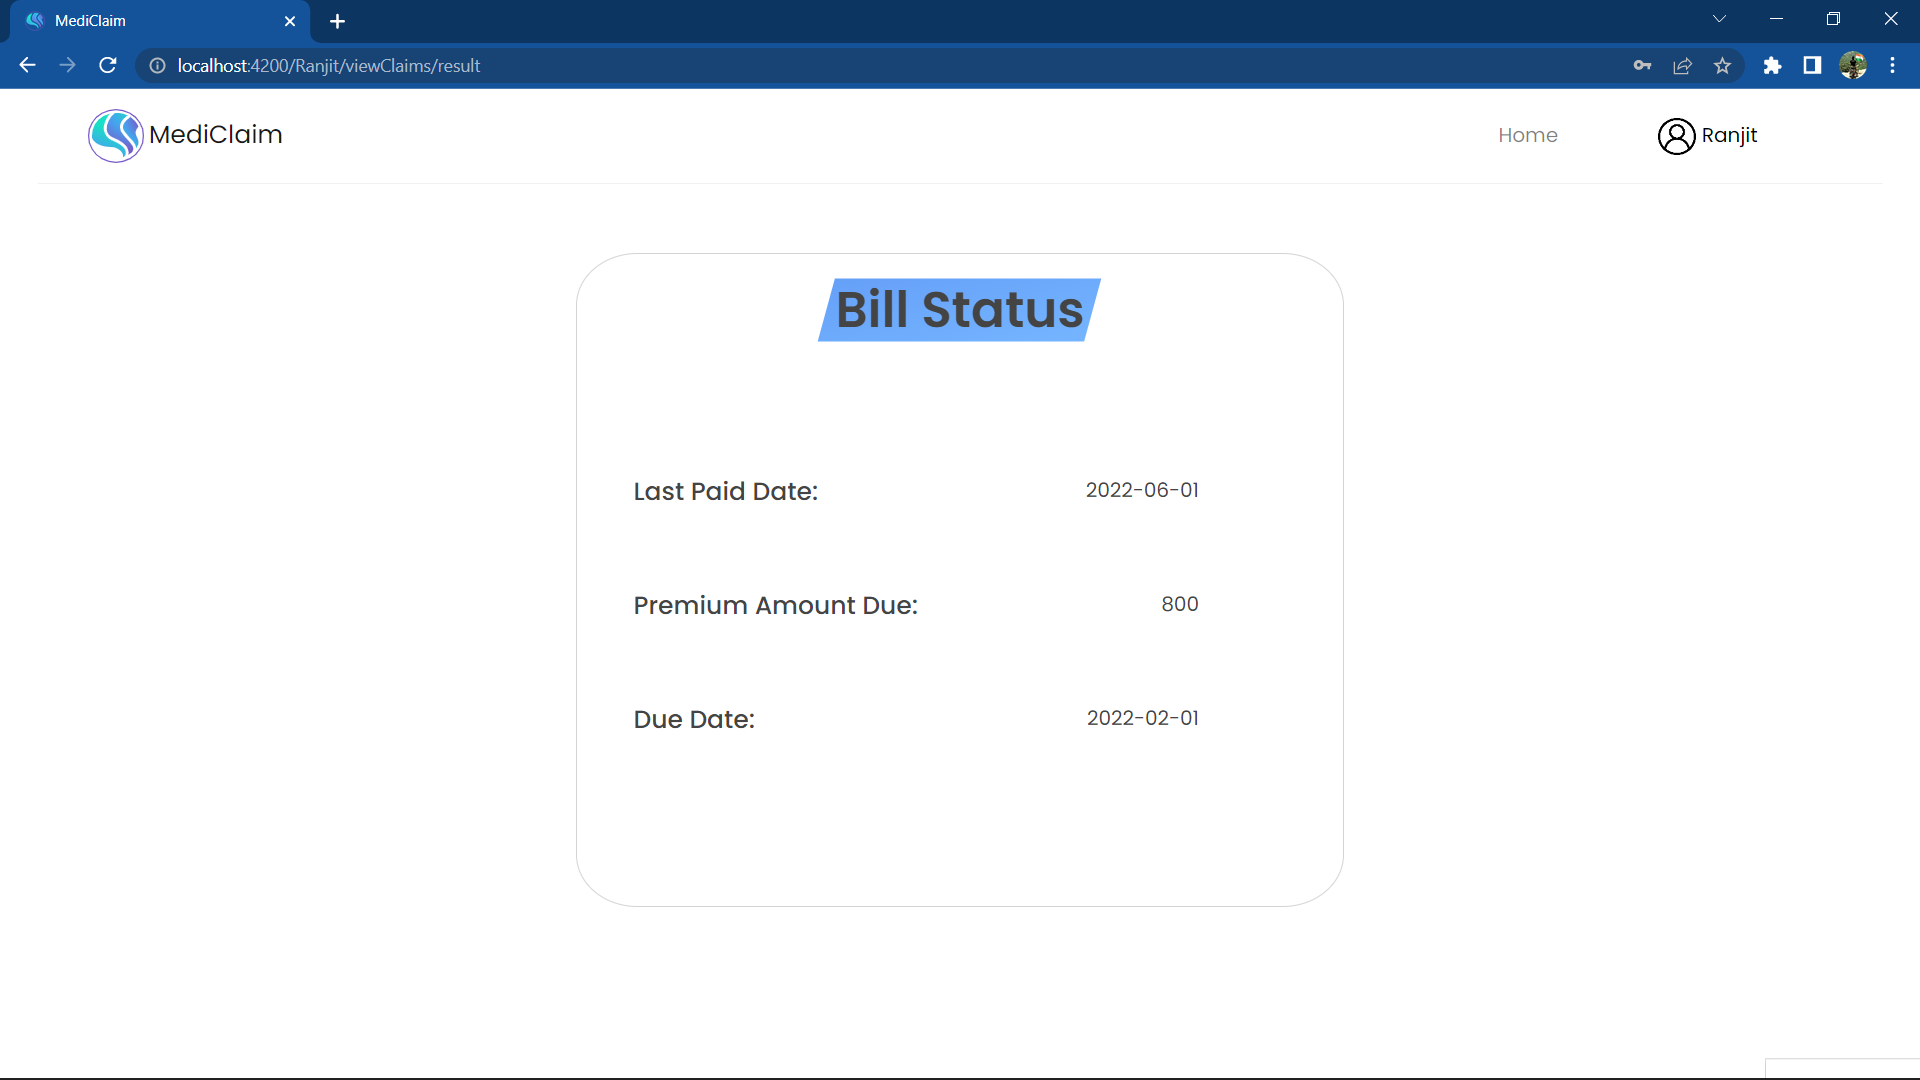 MediClaim
localhost:4200/Ranjit/viewClaims/result
MediClaim
Home
Ranjit
Bill Status
Last Paid Date:
2022-06-01
Premium Amount Due:
800
Due Date:
2022-02-01